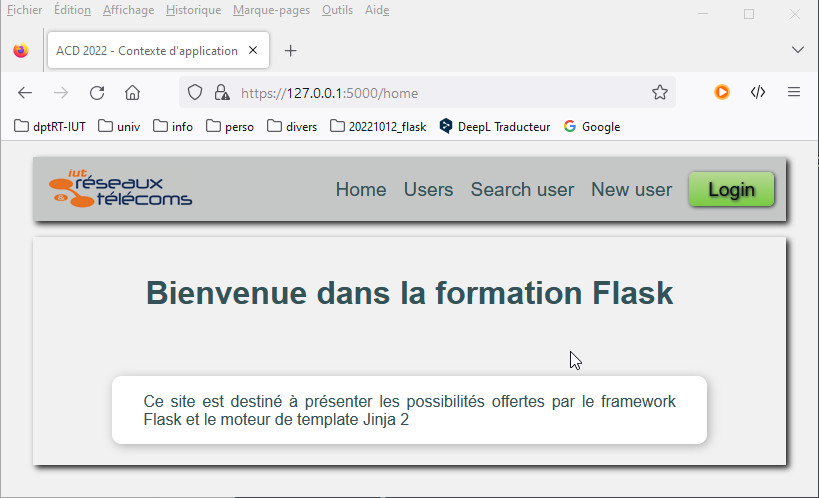 Fichier Édition Affichage Historique Marque-pages Outils Aide
ACD 2022 - Contexte d'application
https://127.0.0.1:5000/home
dptRT-IUT univ info perso divers 20221012_flask DeepL Traducteur Google
iut
réseaux
& télécoms
Home Users Search user New user Login
Bienvenue dans la formation Flask
Ce site est destiné à présenter les possibilités offertes par le framework
Flask et le moteur de template Jinja 2